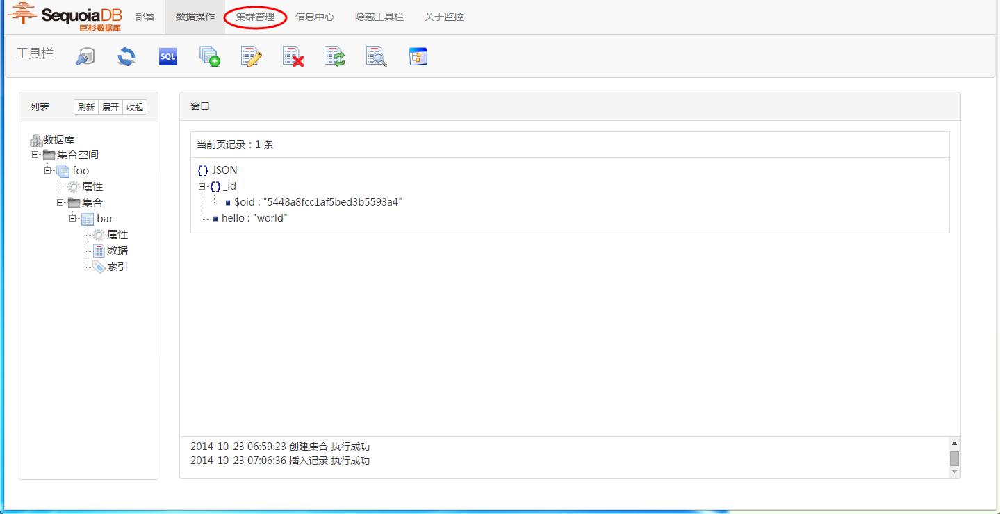 SequoiaDB 巨杉数据库 部署 数据操作 集群管理 信息中心 隐藏工具栏 关于监控
工具栏 SQL
列表 刷新 展开 收起
数据库
集合空间
foo
属性
集合
bar
属性
数据
索引
窗口
当前页记录：1 条
{} JSON
{} _id
$oid : "5448a8fcc1af5bed3b5593a4"
hello : "world"
2014-10-23 06:59:23 创建集合 执行成功
2014-10-23 07:06:36 插入记录 执行成功